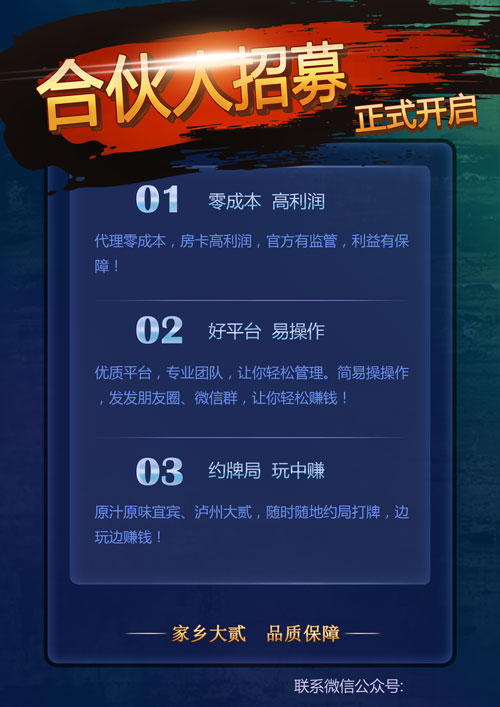 合伙人招募
正式开启
01 零成本 高利润
代理零成本，房卡高利润，官方有监管，利益有保
障！
02 好平台 易操作
优质平台，专业团队，让你轻松管理。简易操操作
，发发朋友圈、微信群，让你轻松赚钱！
03 约牌局 玩中赚
原汁原味宜宾、泸州大贰，随时随地约局打牌，边
玩边赚钱！
家乡大贰 品质保障
联系微信公众号: